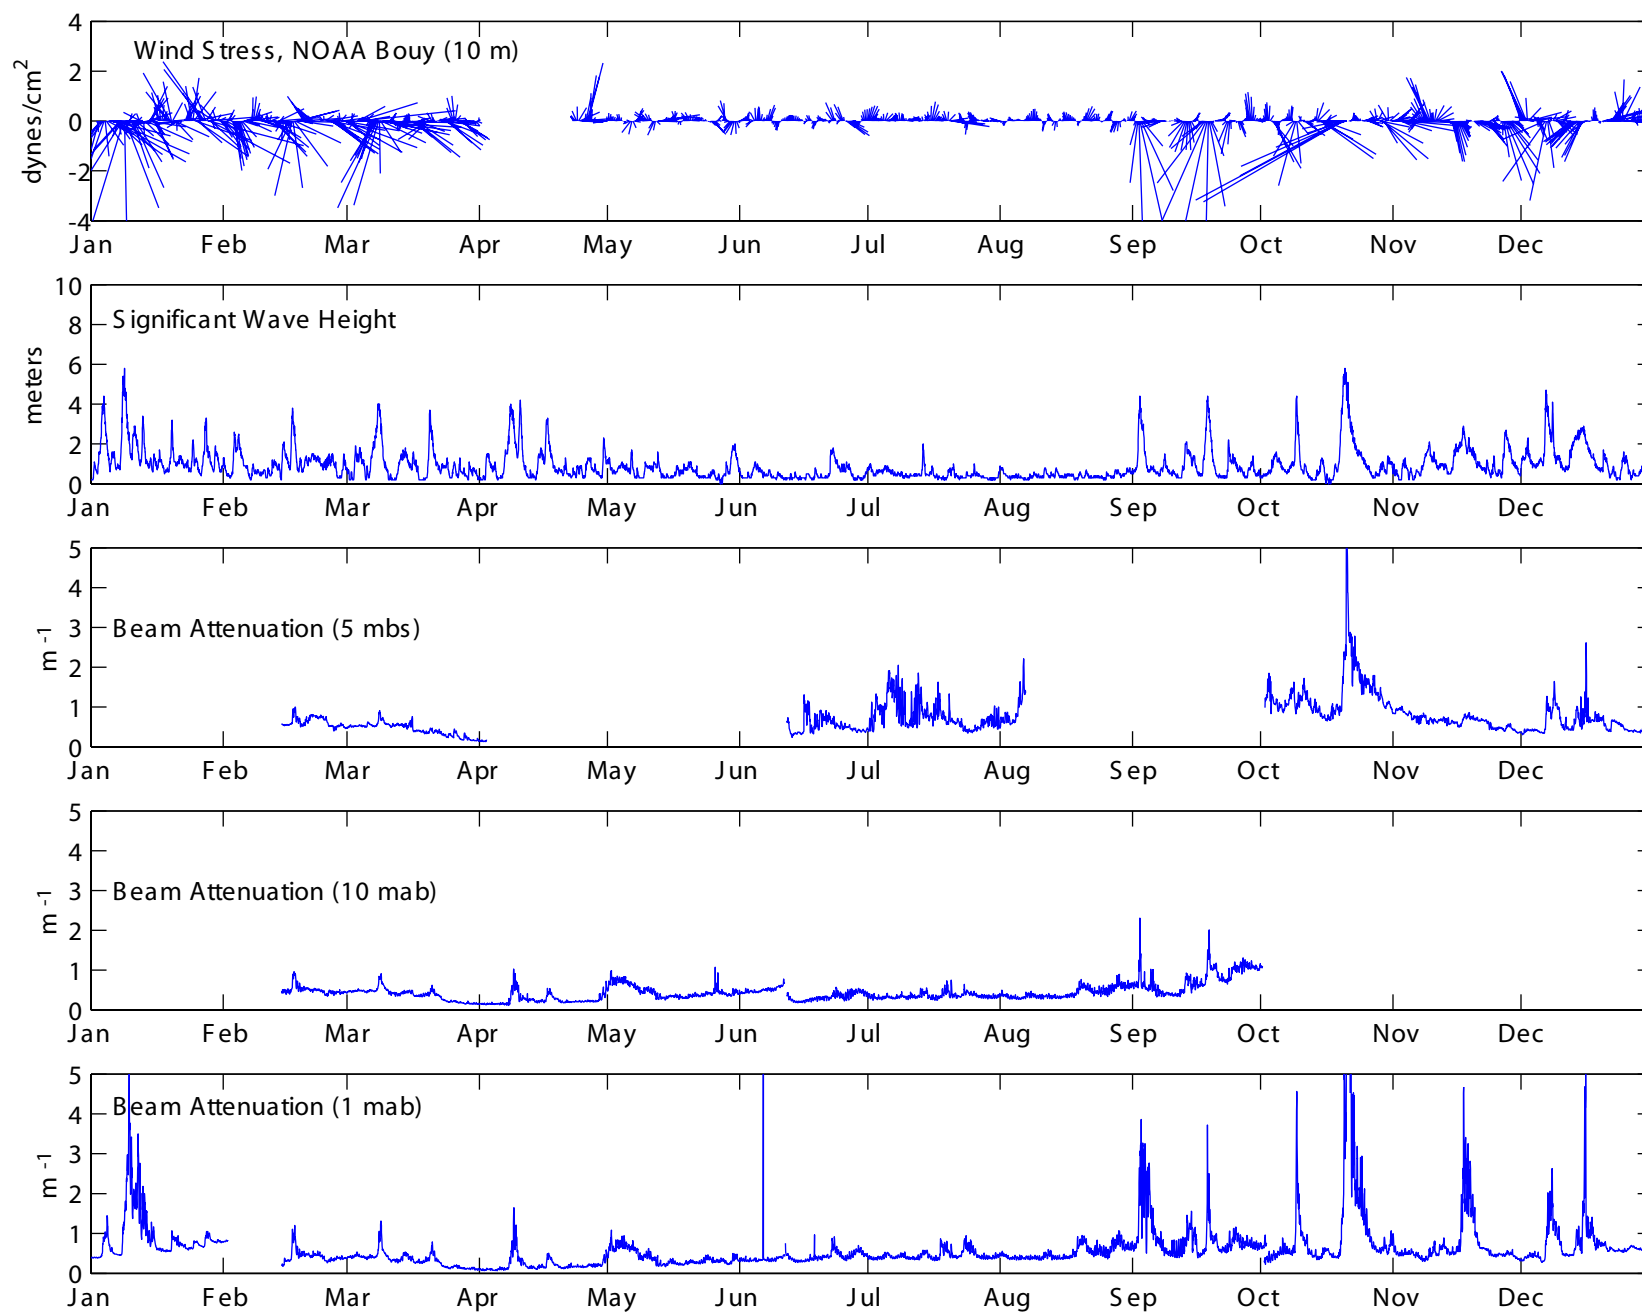 4
2
0
-2
-4
dynes/cm2
Wind Stress, NOAA Bouy (10 m)
Jan Feb Mar Apr May Jun Jul Aug Sep Oct Nov Dec
10
8
6
4
2
0
meters
Significant Wave Height
Jan Feb Mar Apr May Jun Jul Aug Sep Oct Nov Dec
5
4
3
2
1
0
m-1
Beam Attenuation (5 mbs)
Jan Feb Mar Apr May Jun Jul Aug Sep Oct Nov Dec
5
4
3
2
1
0
m-1
Beam Attenuation (10 mab)
Jan Feb Mar Apr May Jun Jul Aug Sep Oct Nov Dec
5
4
3
2
1
0
m-1
Beam Attenuation (1 mab)
Jan Feb Mar Apr May Jun Jul Aug Sep Oct Nov Dec